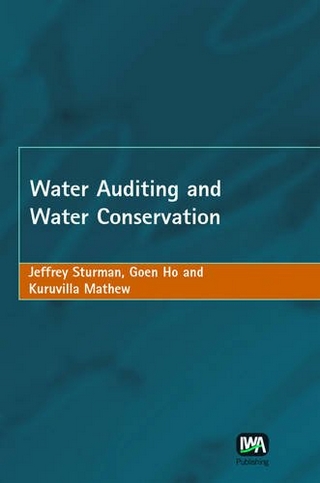 Water Auditing and
Water Conservation
Jeffrey Sturman, Goen Ho and
Kuruvilla Mathew
IWA
Publishing